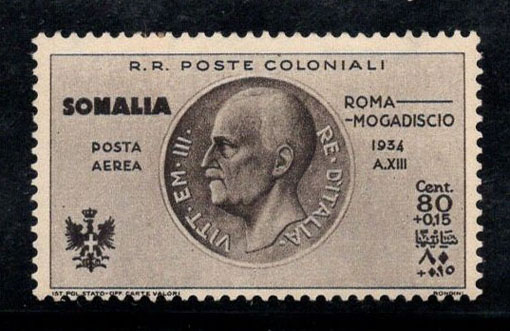 R.R. POSTE COLONIALI
SOMALIA
POSTA
AEREA
VITT·EM·III· RE·D'ITALIA·
ROMA—
-MOGADISCIO
1934
A.XIII
Cent.
80
+0,15
٨٠
IST. POL. STATO-OFF. CARTE VALORI
RONDINI